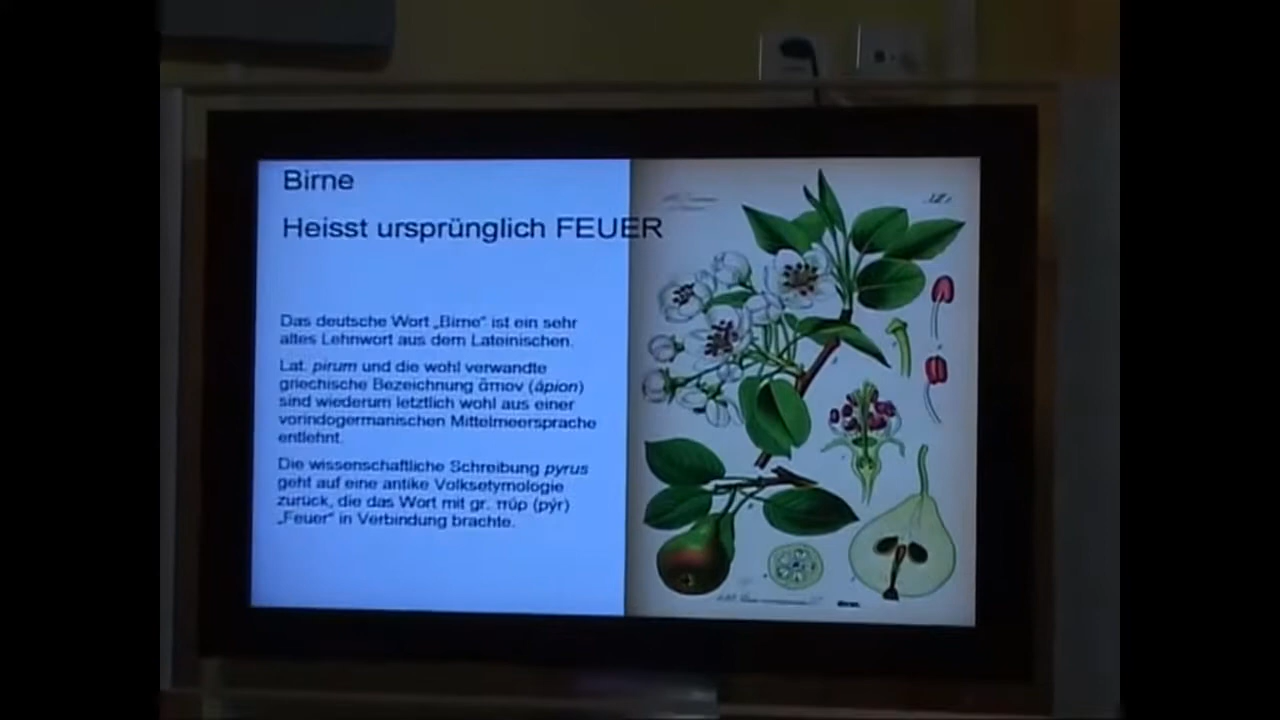 Birne
Heisst ursprünglich FEUER
Das deutsche Wort „Birne“ ist ein sehr
altes Lehnwort aus dem Lateinischen.
Lat. pirum und die wohl verwandte
griechische Bezeichnung ἄπιον (ápion)
sind wiederum letztlich wohl aus einer
vorindogermanischen Mittelmeersprache
entlehnt.
Die wissenschaftliche Schreibung pyrus
geht auf eine antike Volksetymologie
zurück, die das Wort mit gr. πύρ (pýr)
„Feuer“ in Verbindung brachte.